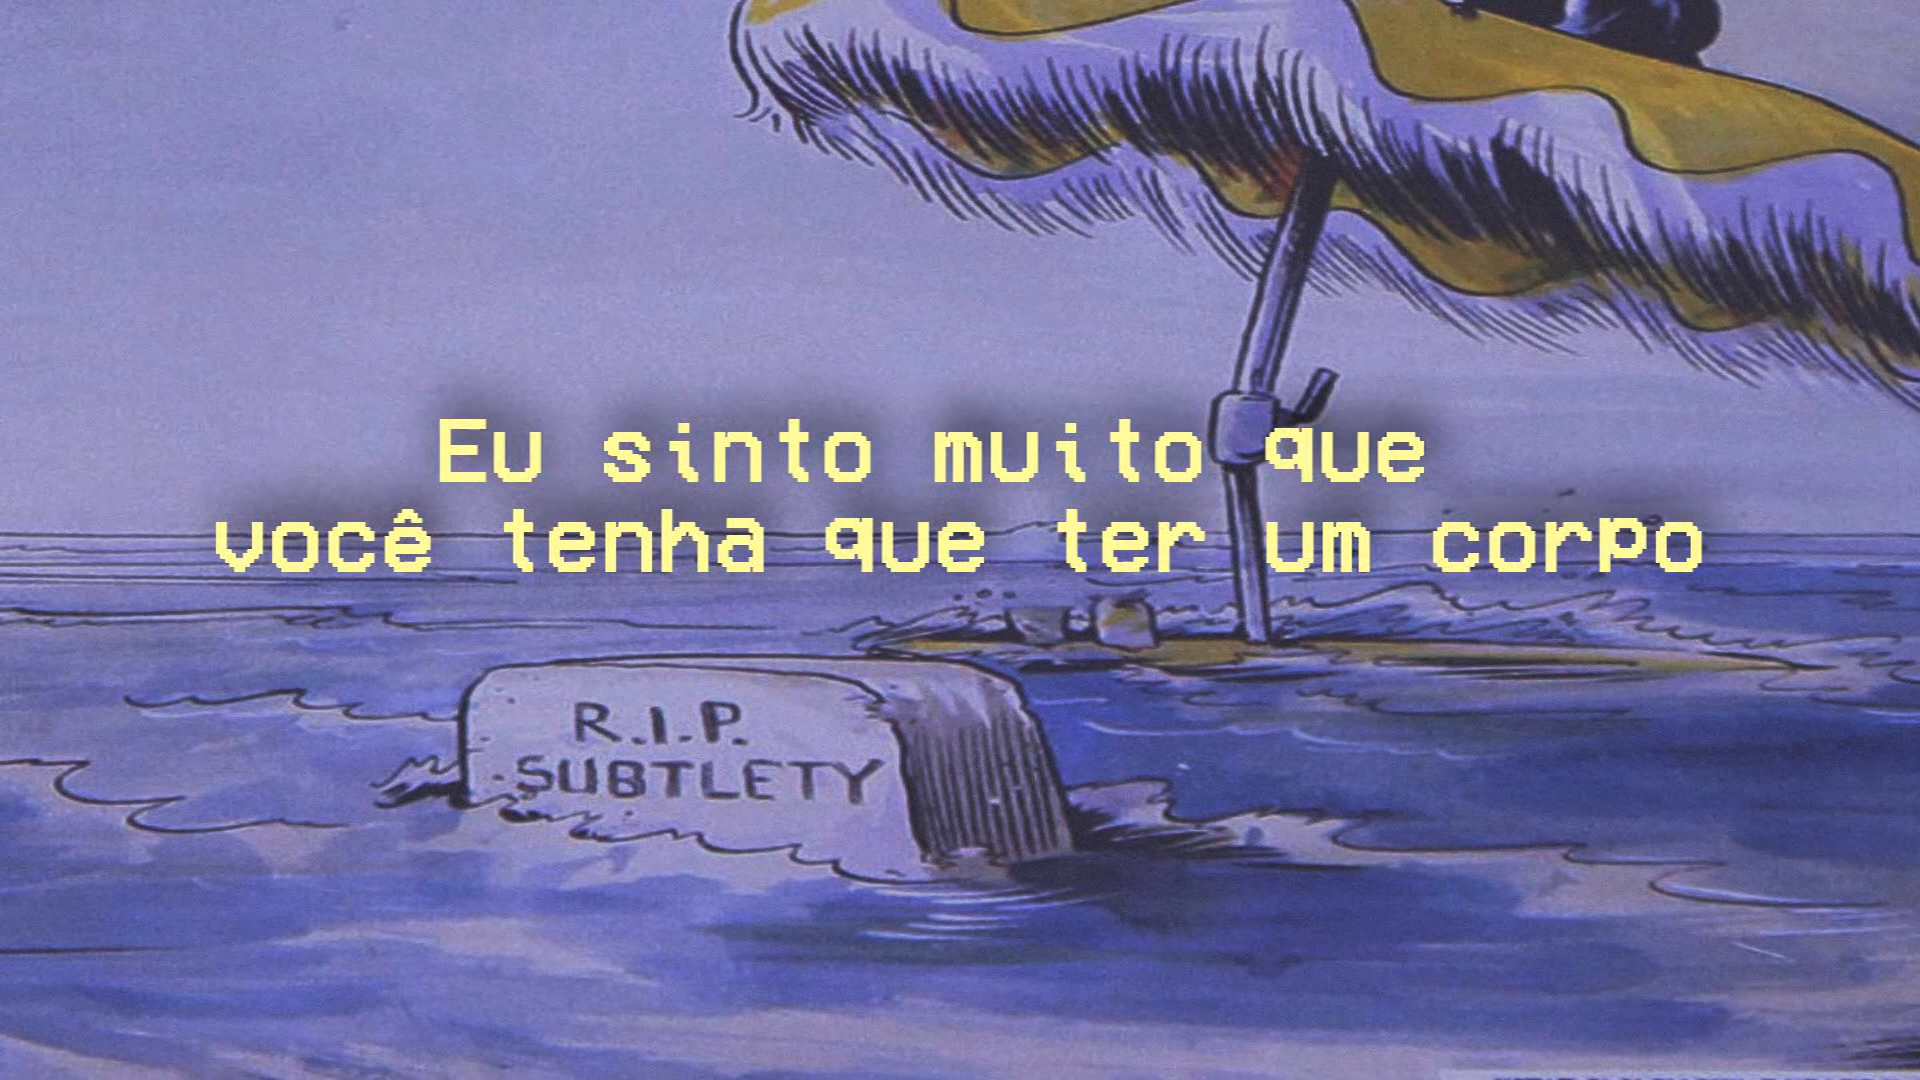 Eu sinto muito que
você tenha que ter um corpo
R.I.P.
SUBTLETY